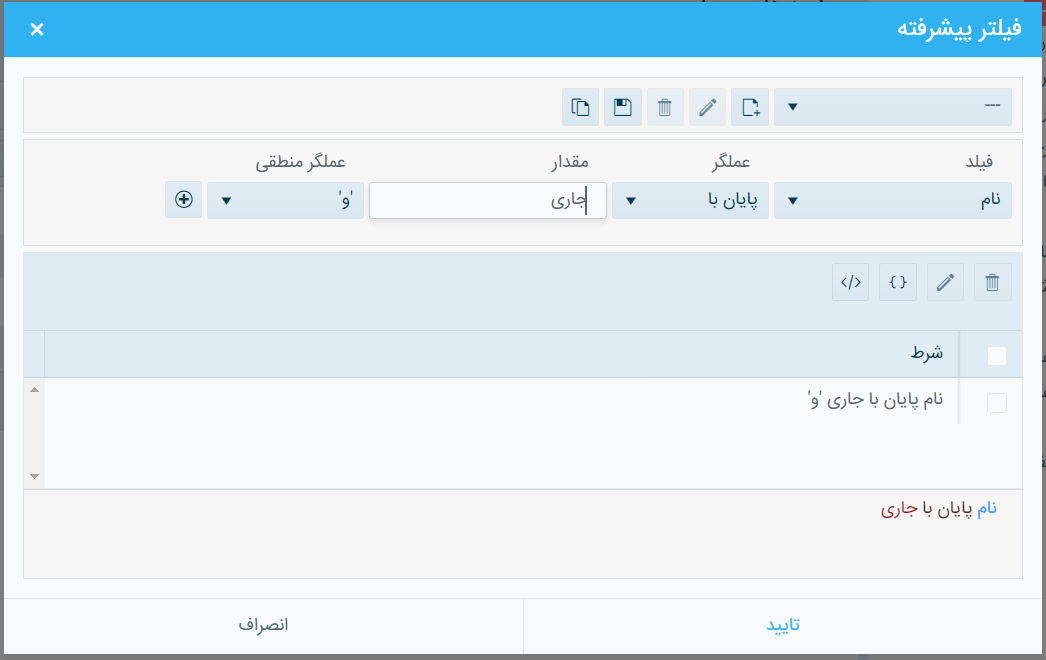 فیلتر پیشرفته
---
فیلد عملگر مقدار عملگر منطقی
نام پایان با جاری 'و'
{ } </>
شرط
نام پایان با جاری 'و'
نام پایان با جاری
تایید انصراف